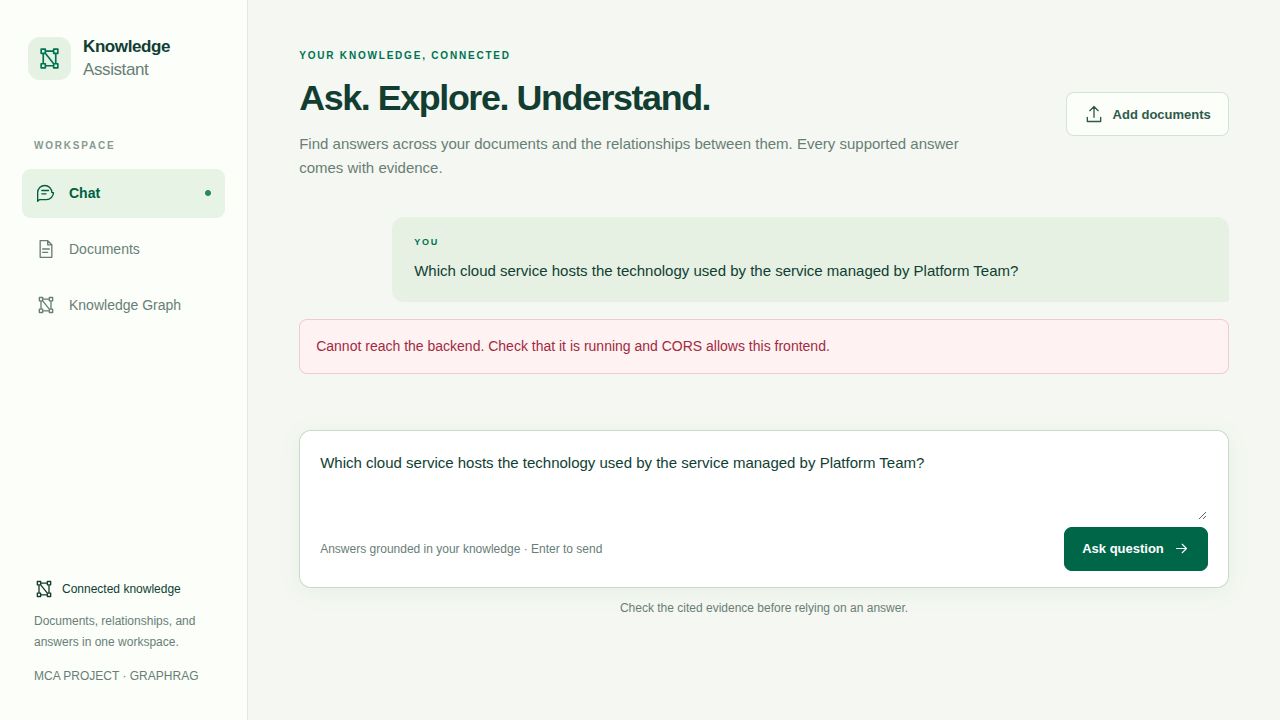 Knowledge
Assistant
WORKSPACE
Chat
Documents
Knowledge Graph
Connected knowledge
Documents, relationships, and
answers in one workspace.
MCA PROJECT · GRAPHRAG
YOUR KNOWLEDGE, CONNECTED
Ask. Explore. Understand.
Find answers across your documents and the relationships between them. Every supported answer
comes with evidence.
Add documents
YOU
Which cloud service hosts the technology used by the service managed by Platform Team?
Cannot reach the backend. Check that it is running and CORS allows this frontend.
Which cloud service hosts the technology used by the service managed by Platform Team?
Answers grounded in your knowledge · Enter to send
Ask question
Check the cited evidence before relying on an answer.